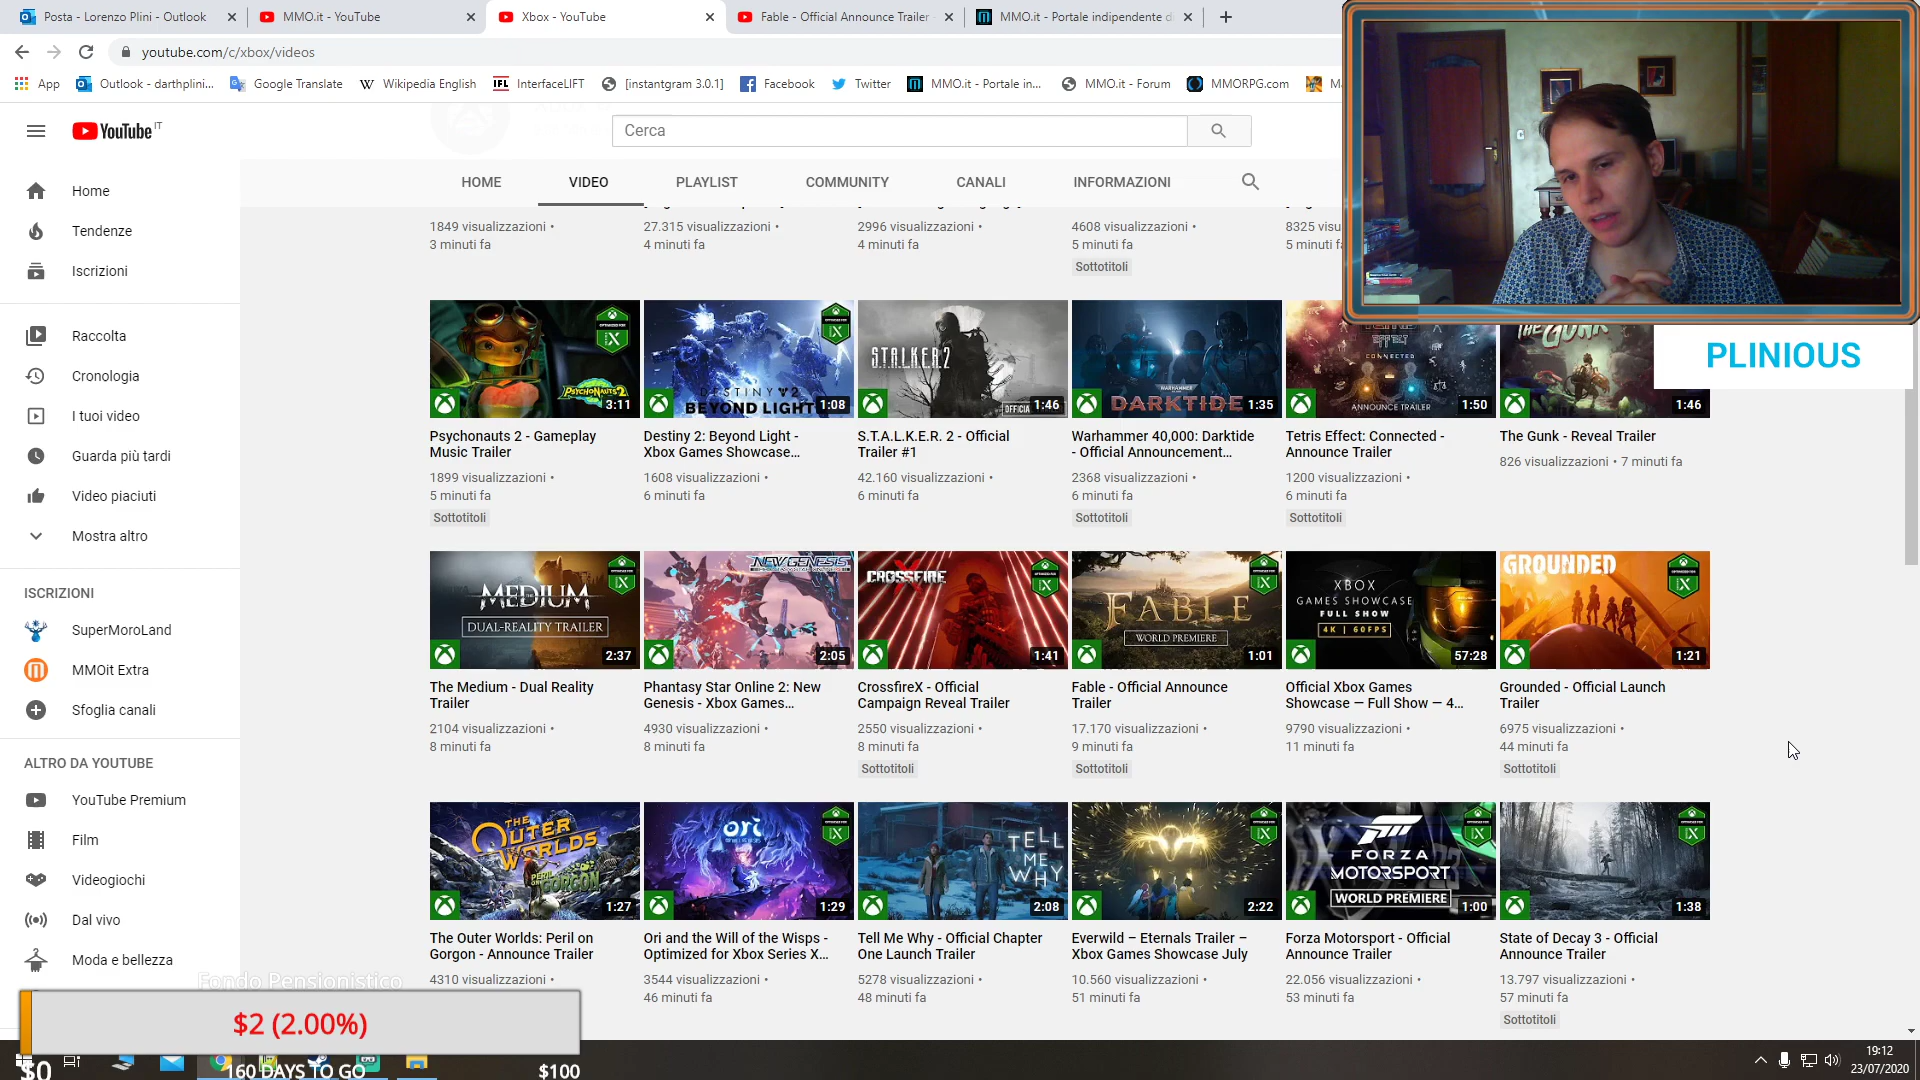 Posta - Lorenzo Plini - Outlook
MMO.it - YouTube
Xbox - YouTube
Fable - Official Announce Trailer
MMO.it - Portale indipendente d
youtube.com/c/xbox/videos
App
Outlook - darthplini...
Google Translate
Wikipedia English
InterfaceLIFT
[instantgram 3.0.1]
Facebook
Twitter
MMO.it - Portale in...
MMO.it - Forum
MMORPG.com
YouTube IT
Cerca
HOME
VIDEO
PLAYLIST
COMMUNITY
CANALI
INFORMAZIONI
Home
Tendenze
Iscrizioni
Raccolta
Cronologia
I tuoi video
Guarda più tardi
Video piaciuti
Mostra altro
ISCRIZIONI
SuperMoroLand
MMOit Extra
Sfoglia canali
ALTRO DA YOUTUBE
YouTube Premium
Film
Videogiochi
Dal vivo
Moda e bellezza
1849 visualizzazioni •
3 minuti fa
27.315 visualizzazioni •
4 minuti fa
2996 visualizzazioni •
4 minuti fa
4608 visualizzazioni •
5 minuti fa
Sottotitoli
8325 visu
5 minuti f
PLINIOUS
PSYCHONAUTS 2
3:11
Psychonauts 2 - Gameplay
Music Trailer
1899 visualizzazioni •
5 minuti fa
Sottotitoli
DESTINY 2
BEYOND LIGHT
1:08
Destiny 2: Beyond Light -
Xbox Games Showcase...
1608 visualizzazioni •
6 minuti fa
S.T.A.L.K.E.R. 2
OFFICIA
1:46
S.T.A.L.K.E.R. 2 - Official
Trailer #1
42.160 visualizzazioni •
6 minuti fa
WARHAMMER
DARKTIDE
1:35
Warhammer 40,000: Darktide
- Official Announcement...
2368 visualizzazioni •
6 minuti fa
Sottotitoli
TETRIS
EFFECT
CONNECTED
ANNOUNCE TRAILER
1:50
Tetris Effect: Connected -
Announce Trailer
1200 visualizzazioni •
6 minuti fa
Sottotitoli
THE GUNK
1:46
The Gunk - Reveal Trailer
826 visualizzazioni • 7 minuti fa
MEDIUM
DUAL-REALITY TRAILER
2:37
The Medium - Dual Reality
Trailer
2104 visualizzazioni •
8 minuti fa
NEW GENESIS
2:05
Phantasy Star Online 2: New
Genesis - Xbox Games...
4930 visualizzazioni •
8 minuti fa
CROSSFIRE X
1:41
CrossfireX - Official
Campaign Reveal Trailer
2550 visualizzazioni •
8 minuti fa
Sottotitoli
FABLE
WORLD PREMIERE
1:01
Fable - Official Announce
Trailer
17.170 visualizzazioni •
9 minuti fa
Sottotitoli
XBOX
GAMES SHOWCASE
FULL SHOW
4K | 60FPS
57:28
Official Xbox Games
Showcase — Full Show — 4...
9790 visualizzazioni •
11 minuti fa
GROUNDED
1:21
Grounded - Official Launch
Trailer
6975 visualizzazioni •
44 minuti fa
Sottotitoli
THE
OUTER
WORLDS
PERIL ON
GORGON
1:27
The Outer Worlds: Peril on
Gorgon - Announce Trailer
4310 visualizzazioni •
ori
1:29
Ori and the Will of the Wisps -
Optimized for Xbox Series X...
3544 visualizzazioni •
46 minuti fa
TELL
ME
WHY
2:08
Tell Me Why - Official Chapter
One Launch Trailer
5278 visualizzazioni •
48 minuti fa
2:22
Everwild – Eternals Trailer –
Xbox Games Showcase July
10.560 visualizzazioni •
51 minuti fa
FORZA
MOTORSPORT
WORLD PREMIERE
1:00
Forza Motorsport - Official
Announce Trailer
22.056 visualizzazioni •
53 minuti fa
1:38
State of Decay 3 - Official
Announce Trailer
13.797 visualizzazioni •
57 minuti fa
Sottotitoli
Fondo Pensionistico
$2 (2.00%)
$0
160 DAYS TO GO
$100
19:12
23/07/2020